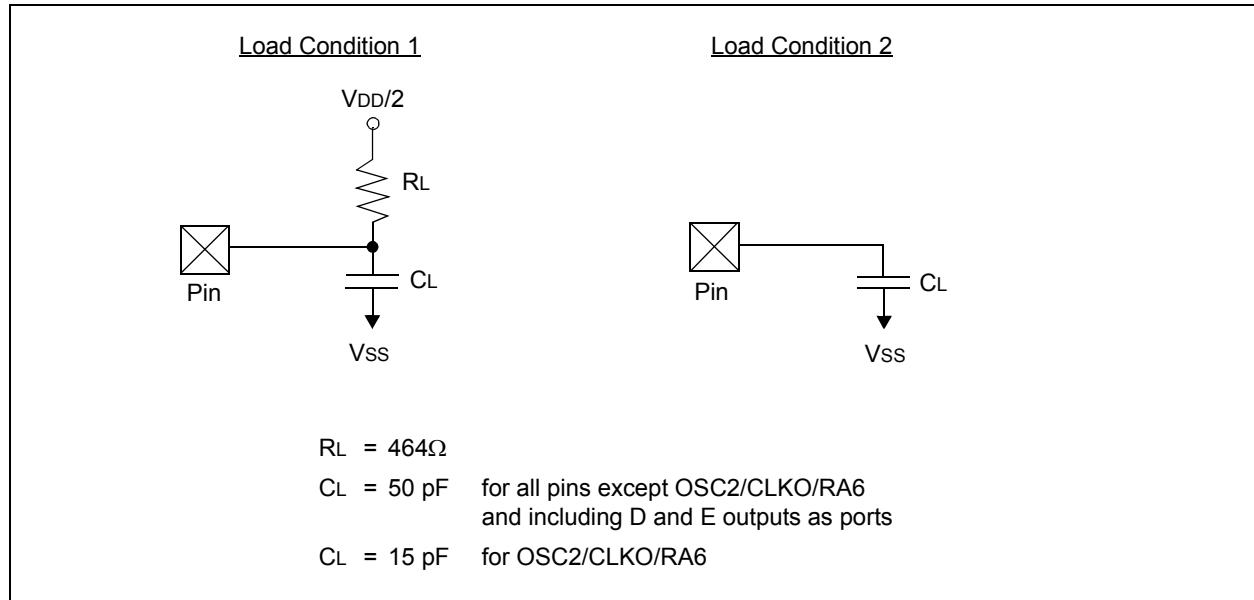 Load Condition 1
VDD/2
RL
Pin
CL
VSS
Load Condition 2
Pin
CL
VSS
RL = 464Ω
CL = 50 pF for all pins except OSC2/CLKO/RA6
and including D and E outputs as ports
CL = 15 pF for OSC2/CLKO/RA6